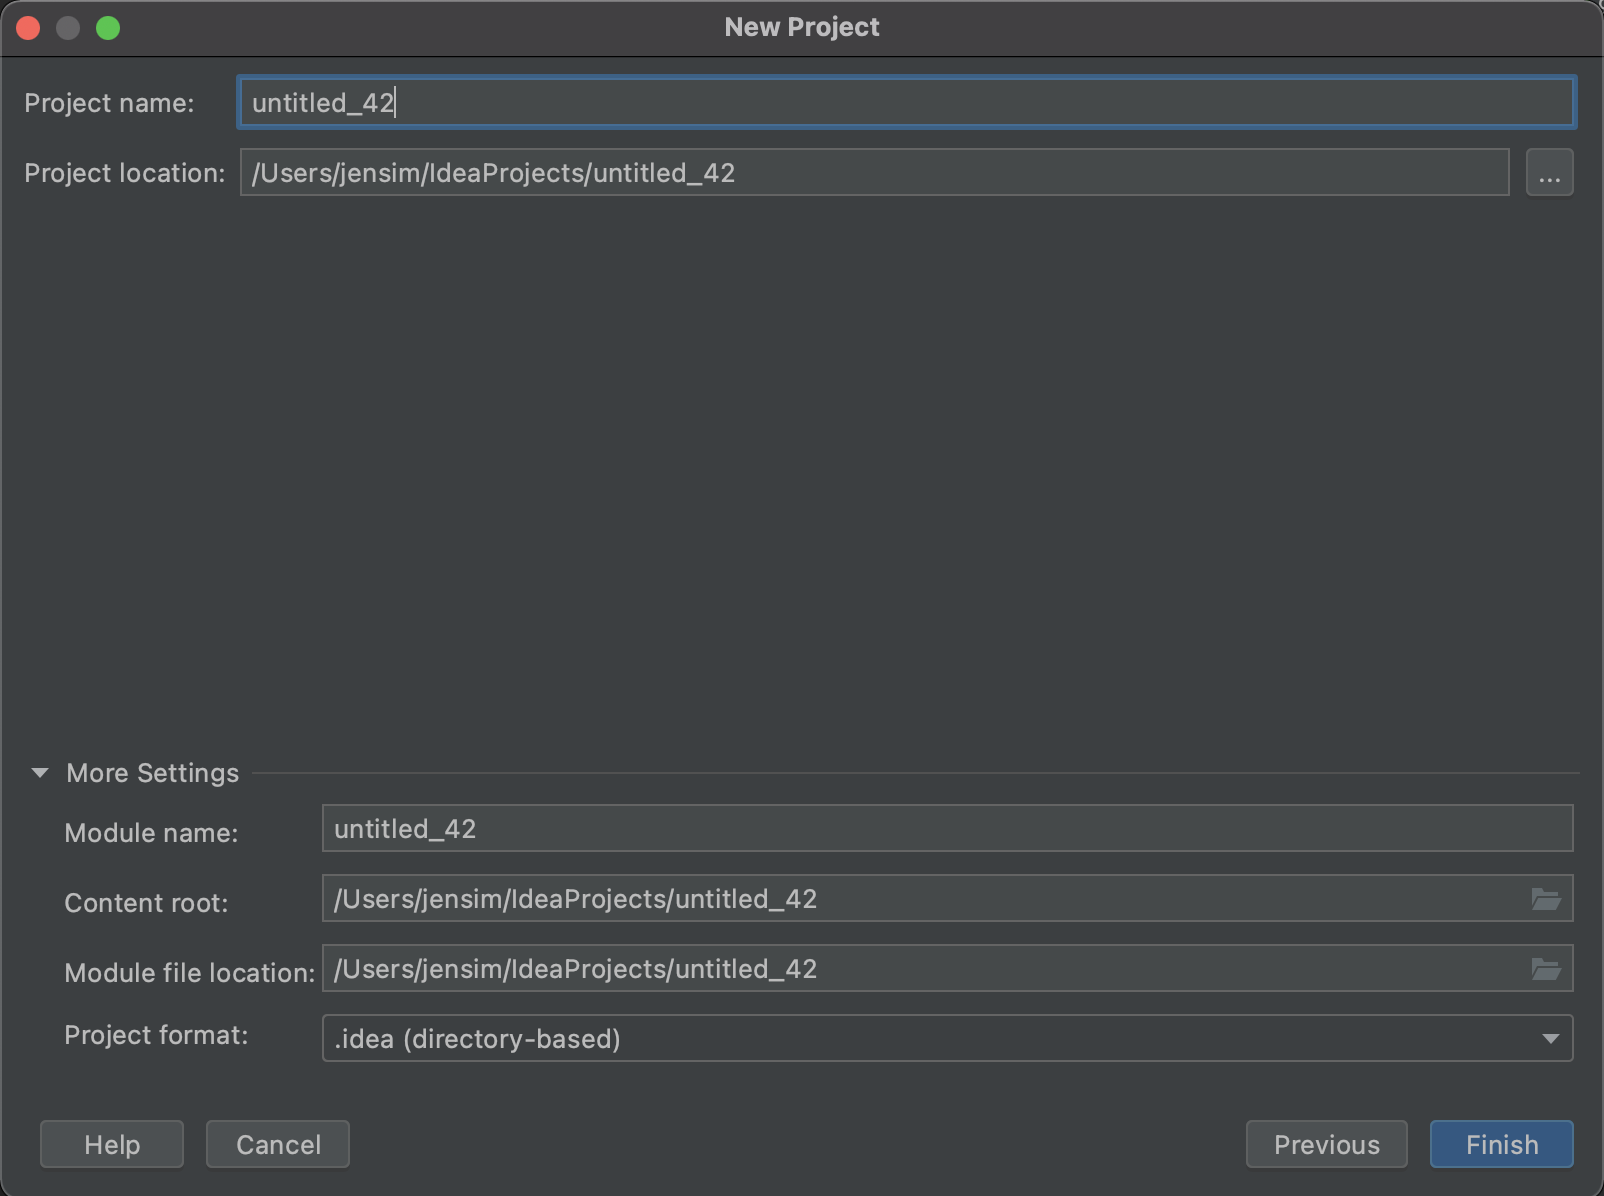 New Project
Project name: untitled_42
Project location: /Users/jensim/IdeaProjects/untitled_42 ...
More Settings
Module name: untitled_42
Content root: /Users/jensim/IdeaProjects/untitled_42
Module file location: /Users/jensim/IdeaProjects/untitled_42
Project format: .idea (directory-based)
Help Cancel Previous Finish